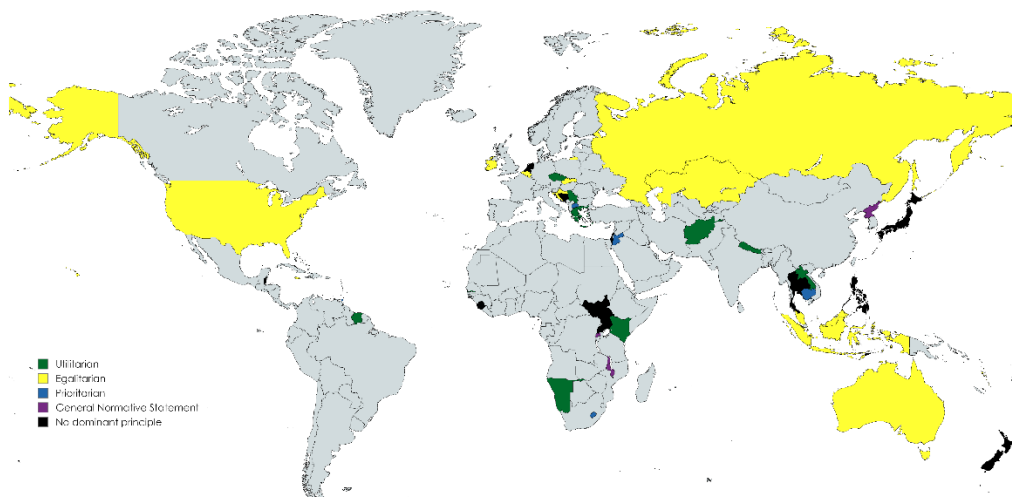 Utilitarian
Egalitarian
Prioritarian
General Normative Statement
No dominant principle